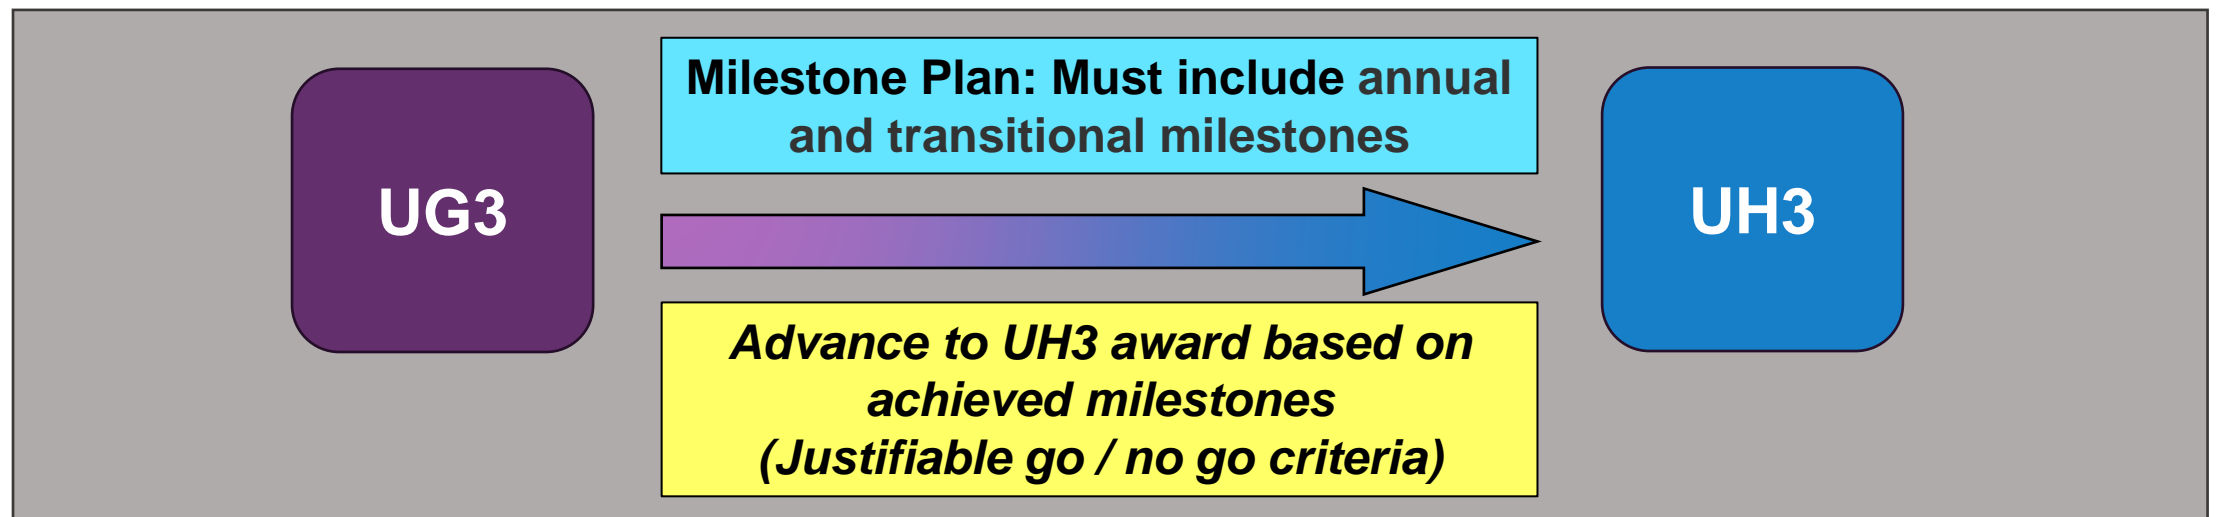 UG3
Milestone Plan: Must include annual
and transitional milestones
Advance to UH3 award based on
achieved milestones
(Justifiable go / no go criteria)
UH3